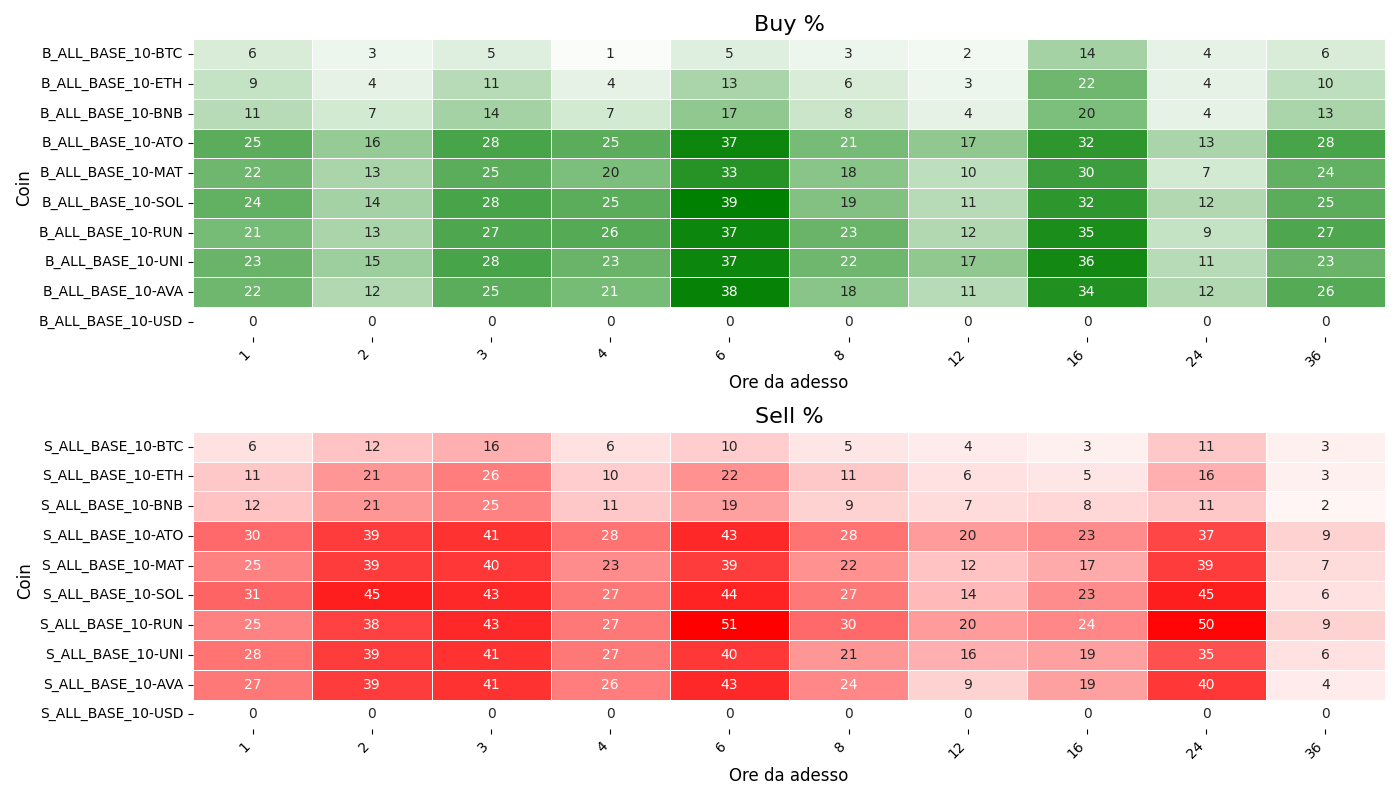 Buy %
Coin
B_ALL_BASE_10-BTC 6 3 5 1 5 3 2 14 4 6
B_ALL_BASE_10-ETH 9 4 11 4 13 6 3 22 4 10
B_ALL_BASE_10-BNB 11 7 14 7 17 8 4 20 4 13
B_ALL_BASE_10-ATO 25 16 28 25 37 21 17 32 13 28
B_ALL_BASE_10-MAT 22 13 25 20 33 18 10 30 7 24
B_ALL_BASE_10-SOL 24 14 28 25 39 19 11 32 12 25
B_ALL_BASE_10-RUN 21 13 27 26 37 23 12 35 9 27
B_ALL_BASE_10-UNI 23 15 28 23 37 22 17 36 11 23
B_ALL_BASE_10-AVA 22 12 25 21 38 18 11 34 12 26
B_ALL_BASE_10-USD 0 0 0 0 0 0 0 0 0 0
1 2 3 4 6 8 12 16 24 36
Ore da adesso
Sell %
Coin
S_ALL_BASE_10-BTC 6 12 16 6 10 5 4 3 11 3
S_ALL_BASE_10-ETH 11 21 26 10 22 11 6 5 16 3
S_ALL_BASE_10-BNB 12 21 25 11 19 9 7 8 11 2
S_ALL_BASE_10-ATO 30 39 41 28 43 28 20 23 37 9
S_ALL_BASE_10-MAT 25 39 40 23 39 22 12 17 39 7
S_ALL_BASE_10-SOL 31 45 43 27 44 27 14 23 45 6
S_ALL_BASE_10-RUN 25 38 43 27 51 30 20 24 50 9
S_ALL_BASE_10-UNI 28 39 41 27 40 21 16 19 35 6
S_ALL_BASE_10-AVA 27 39 41 26 43 24 9 19 40 4
S_ALL_BASE_10-USD 0 0 0 0 0 0 0 0 0 0
1 2 3 4 6 8 12 16 24 36
Ore da adesso